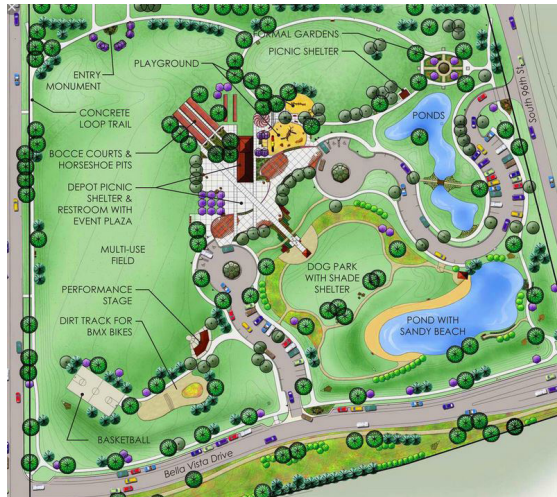 FORMAL GARDENS
PICNIC SHELTER
PLAYGROUND
ENTRY
MONUMENT
South 96th St.
CONCRETE
LOOP TRAIL
PONDS
BOCCE COURTS &
HORSESHOE PITS
DEPOT PICNIC
SHELTER &
RESTROOM WITH
EVENT PLAZA
MULTI-USE
FIELD
DOG PARK
WITH SHADE
SHELTER
PERFORMANCE
STAGE
DIRT TRACK FOR
BMX BIKES
POND WITH
SANDY BEACH
BASKETBALL
Bella Vista Drive